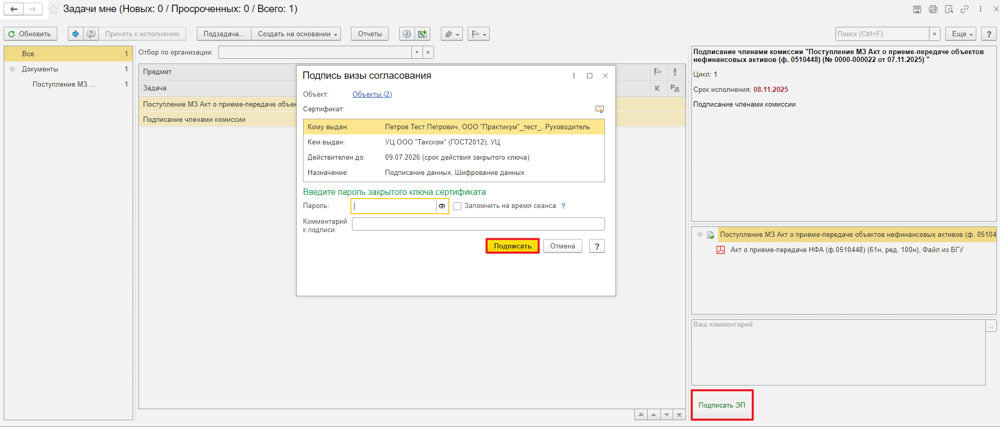 Задачи мне (Новых: 0 / Просроченных: 0 / Всего: 1)
Обновить
Принять к исполнению
Подзадача...
Создать на основании
Отчеты
Поиск (Ctrl+F)
×
Еще
?
Все 1
Документы 1
Поступление МЗ ... 1
Отбор по организации:
×
Предмет
Задача
К
Рд
Поступление МЗ Акт о приеме-передаче объек
Подписание членами комиссии
Подпись визы согласования
Объект: Объекты (2)
Сертификат:
Кому выдан: Петров Тест Петрович, ООО "Практикум"_тест_, Руководитель
Кем выдан: УЦ ООО "Такском" (ГОСТ2012), УЦ
Действителен до: 09.07.2026 (срок действия закрытого ключа)
Назначение: Подписание данных, Шифрование данных
Введите пароль закрытого ключа сертификата
Пароль:
Запомнить на время сеанса ?
Комментарий
к подписи:
Подписать
Отмена
?
Подписание членами комиссии "Поступление МЗ Акт о приеме-передаче объектов
нефинансовых активов (ф. 0510448) (№ 0000-000022 от 07.11.2025) "
Цикл: 1
Срок исполнения: 08.11.2025
Подписание членами комиссии
Поступление МЗ Акт о приеме-передаче объектов нефинансовых активов (ф. 05104
Акт о приеме-передаче НФА (ф.0510448) (61н, ред. 100н), Файл из БГУ
Ваш комментарий
...
Подписать ЭП